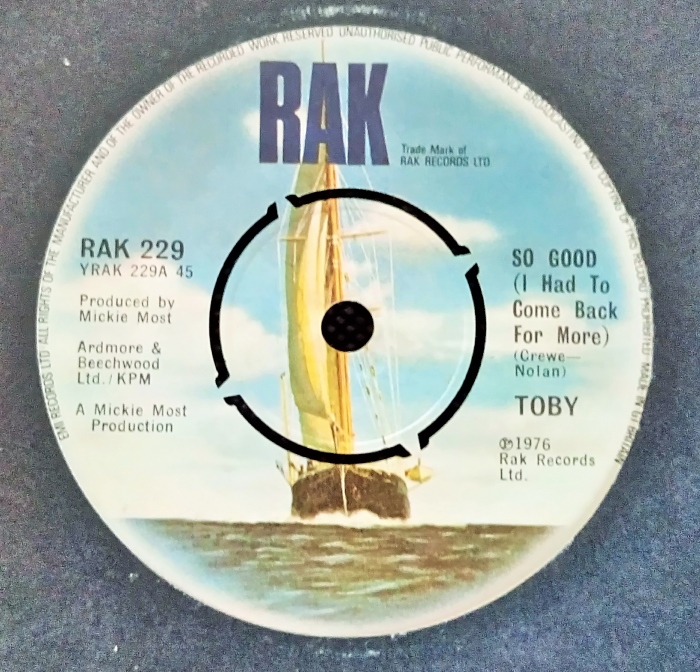 EMI RECORDS LTD ALL RIGHTS OF THE MANUFACTURER AND OF THE OWNER OF THE RECORDED WORK RESERVED UNAUTHORISED PUBLIC PERFORMANCE BROADCASTING AND COPYING OF THIS RECORD PROHIBITED MADE IN GT BRITAIN
RAK
Trade Mark of
RAK RECORDS LTD
RAK 229
YRAK 229A 45
Produced by
Mickie Most
Ardmore &
Beechwood
Ltd./KPM
A Mickie Most
Production
SO GOOD
(I Had To
Come Back
For More)
(Crewe—
Nolan)
TOBY
℗1976
Rak Records
Ltd.